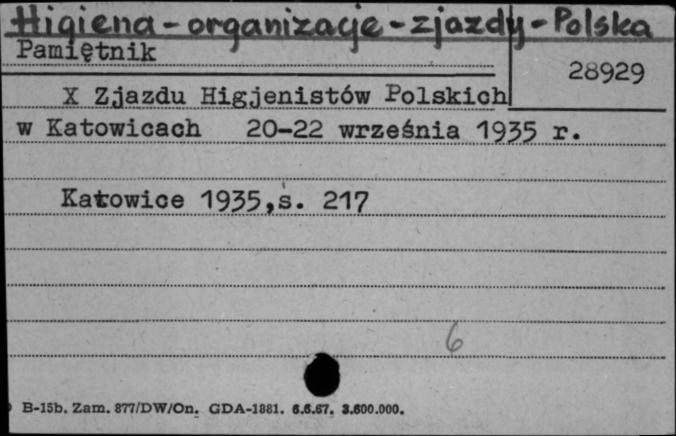 Higiena - organizacje - zjazdy - Polska
Pamiętnik
28929
X Zjazdu Higjenistów Polskich
w Katowicach 20-22 września 1935 r.
Katowice 1935, s. 217
6
B-15b. Zam. 877/DW/On. GDA-1881. 6.6.67. 3.600.000.